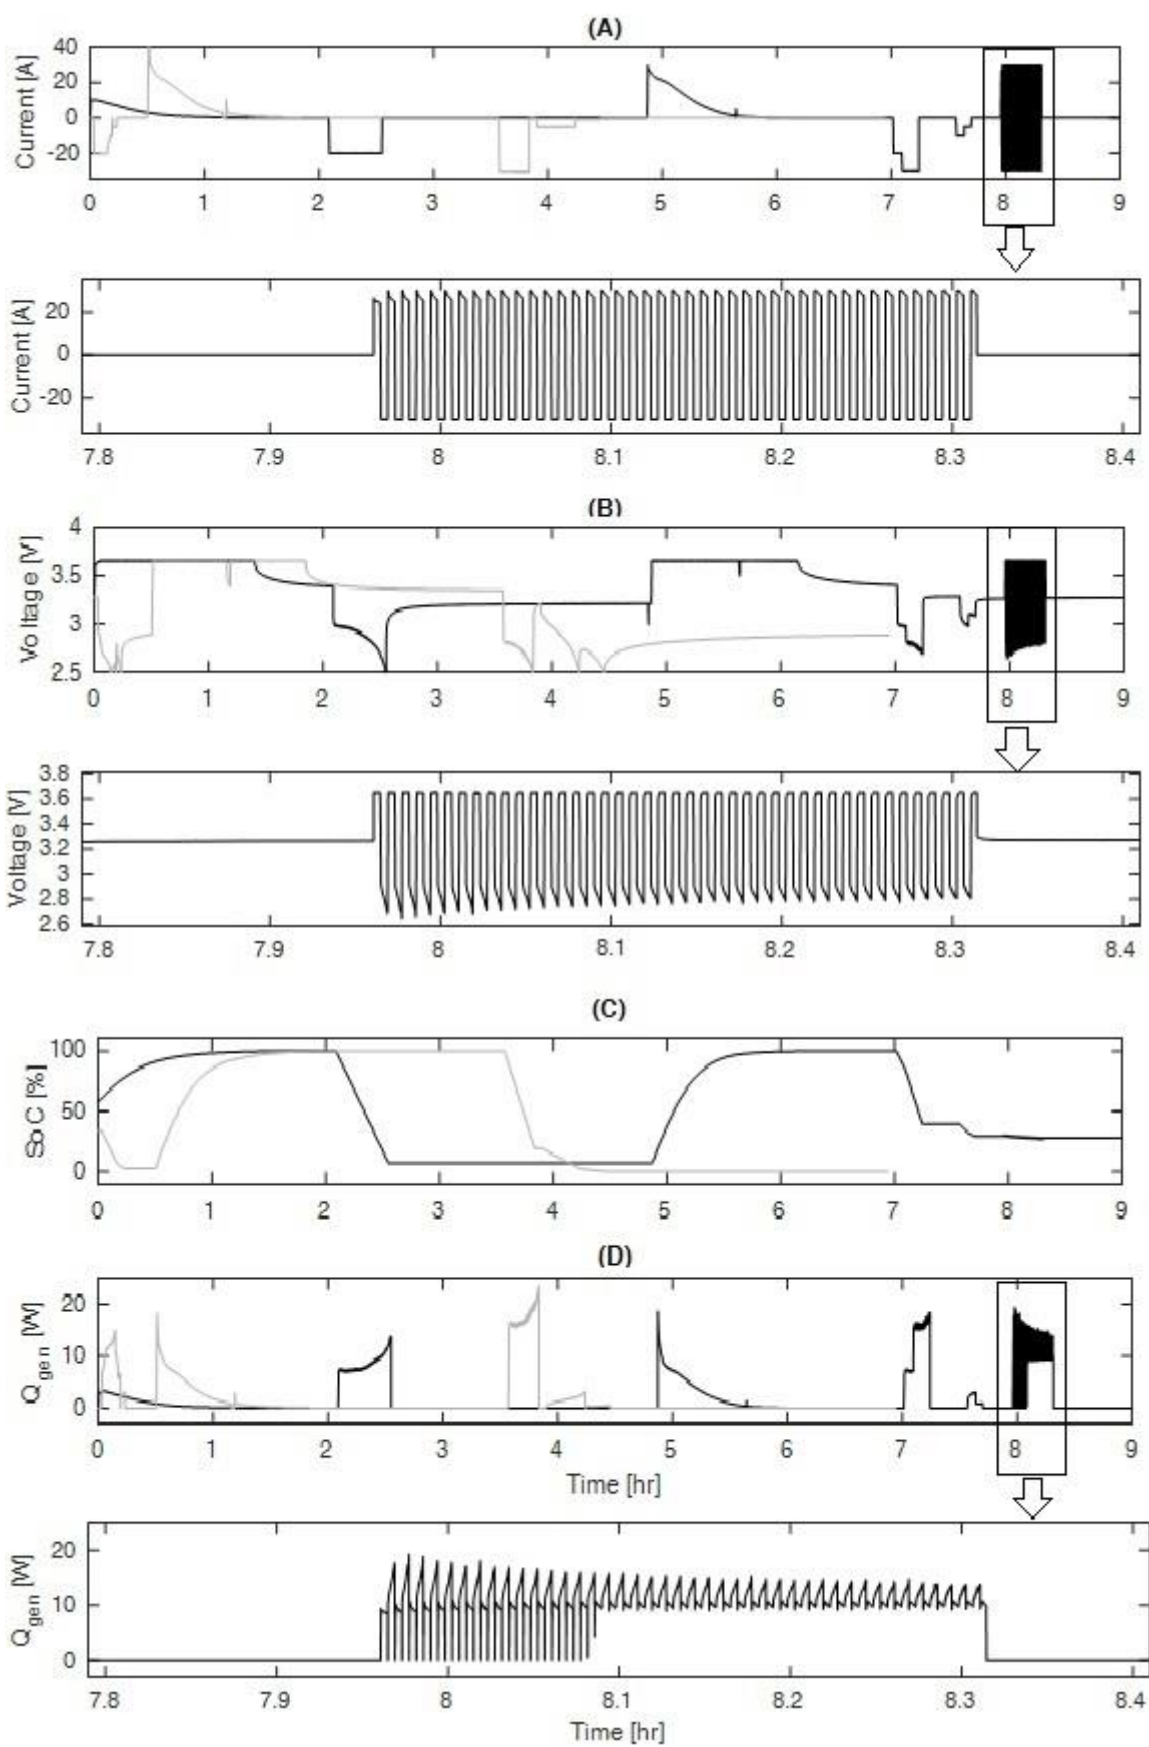 (A)
Current [A]
40
20
0
-20
0 1 2 3 4 5 6 7 8 9
Current [A]
20
0
-20
7.8 7.9 8 8.1 8.2 8.3 8.4
(B)
Voltage [V]
4
3.5
3
2.5
0 1 2 3 4 5 6 7 8 9
Voltage [V]
3.8
3.6
3.4
3.2
3
2.8
2.6
7.8 7.9 8 8.1 8.2 8.3 8.4
(C)
SoC [%]
100
50
0
0 1 2 3 4 5 6 7 8 9
(D)
Qgen [W]
20
10
0
0 1 2 3 4 5 6 7 8 9
Time [hr]
Qgen [W]
20
10
0
7.8 7.9 8 8.1 8.2 8.3 8.4
Time [hr]